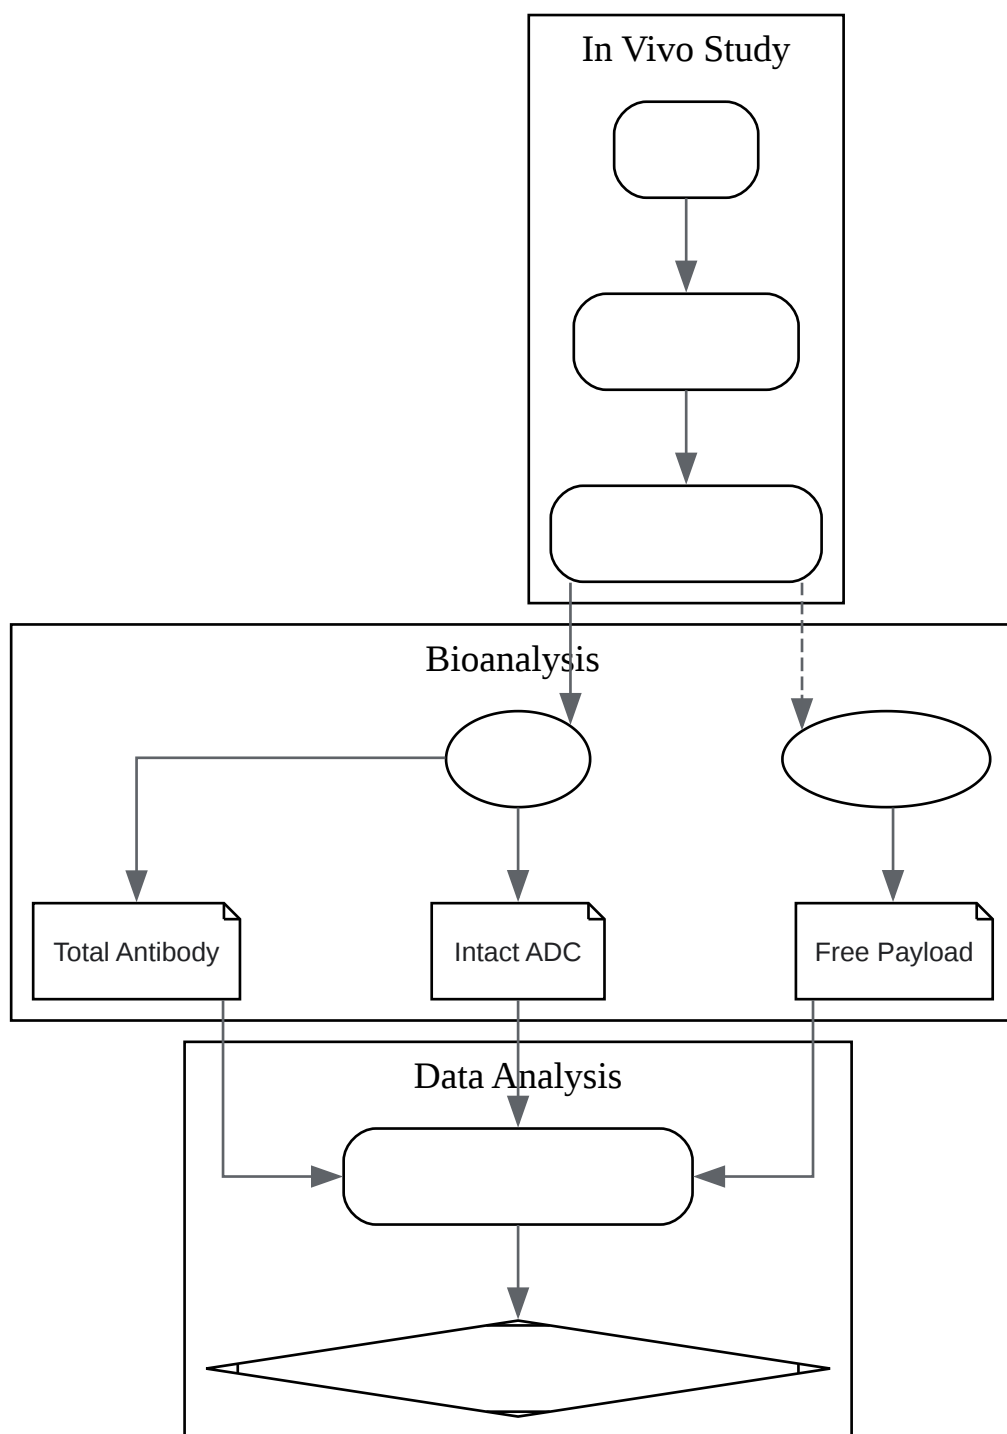 In Vivo Study
Bioanalysis
Total Antibody
Intact ADC
Free Payload
Data Analysis